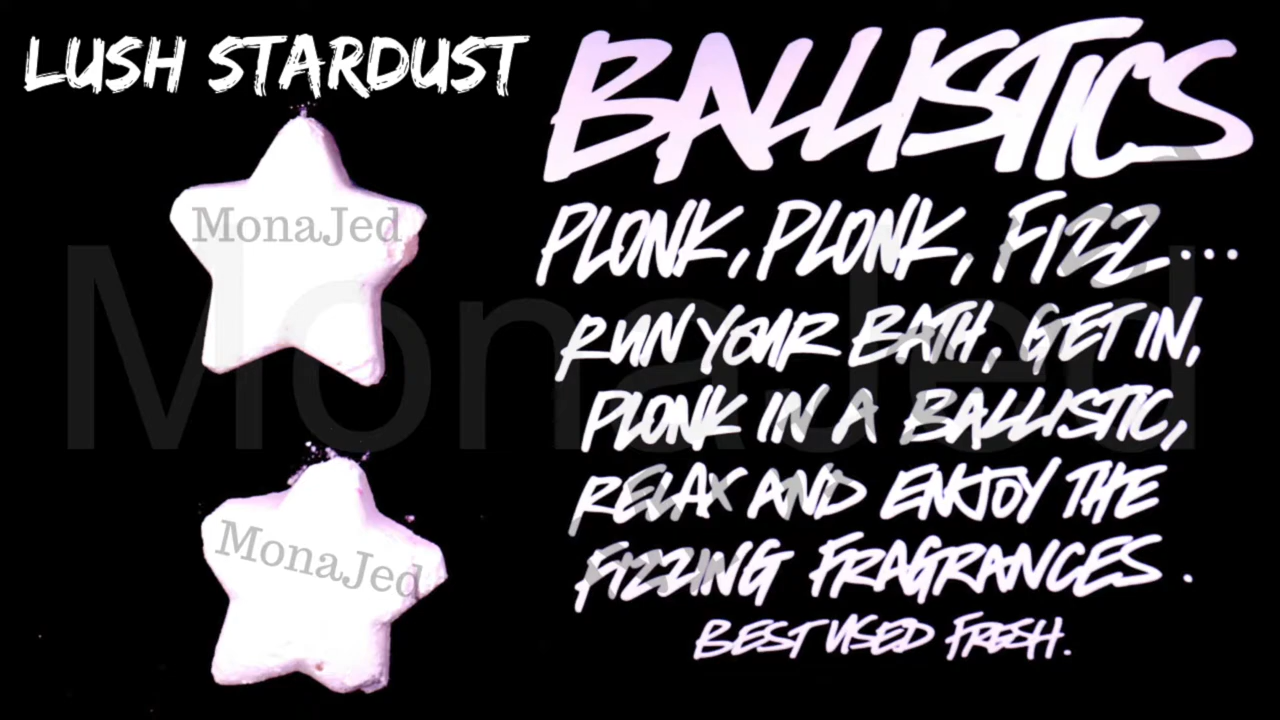 LUSH STARDUST
BALLISTICS
PLONK, PLONK, FIZZ...
RUN YOUR BATH, GET IN,
PLONK IN A BALLISTIC,
RELAX AND ENJOY THE
FIZZING FRAGRANCES.
BEST USED FRESH.
MonaJed
MonaJed
MonaJed